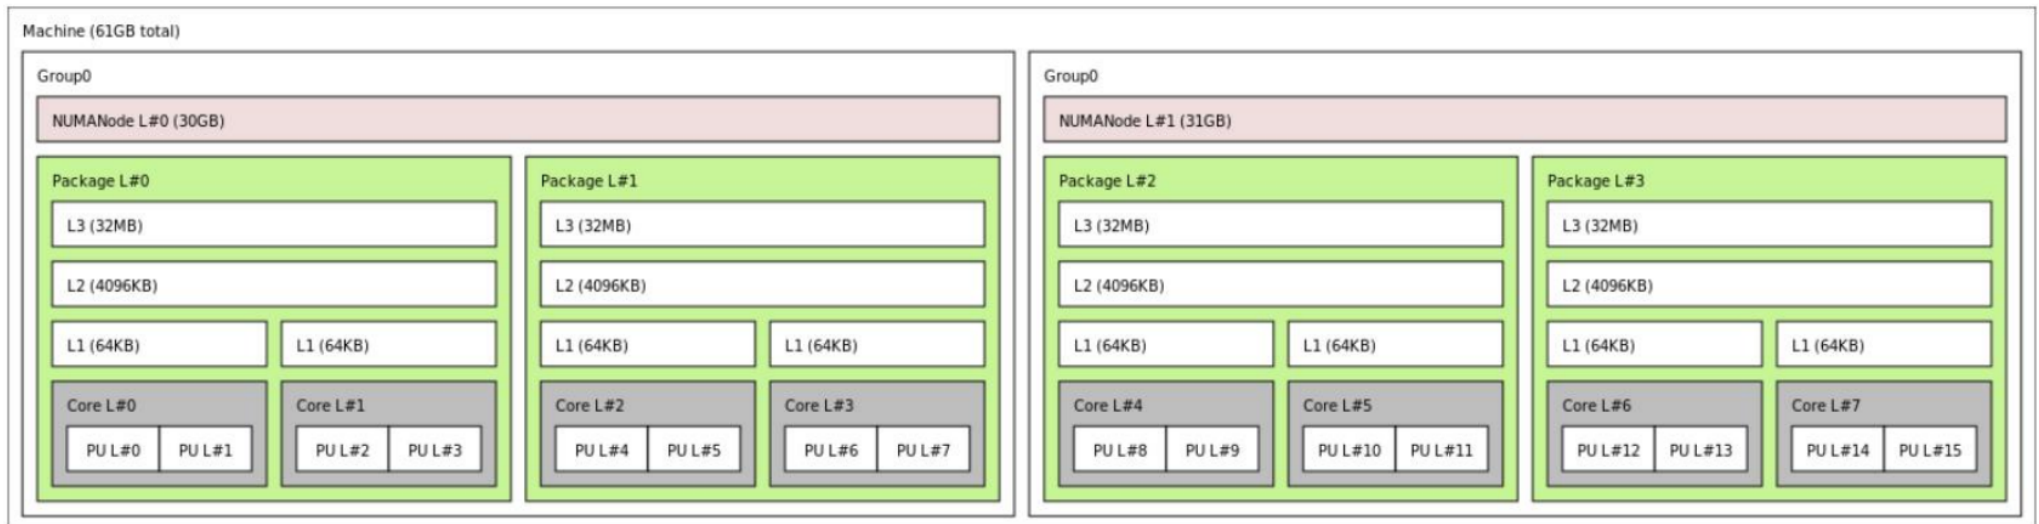 Machine (61GB total)
Group0 Group0
NUMANode L#0 (30GB) NUMANode L#1 (31GB)
Package L#0 Package L#1 Package L#2 Package L#3
L3 (32MB) L3 (32MB) L3 (32MB) L3 (32MB)
L2 (4096KB) L2 (4096KB) L2 (4096KB) L2 (4096KB)
L1 (64KB) L1 (64KB) L1 (64KB) L1 (64KB) L1 (64KB) L1 (64KB) L1 (64KB) L1 (64KB)
Core L#0 Core L#1 Core L#2 Core L#3 Core L#4 Core L#5 Core L#6 Core L#7
PU L#0 PU L#1 PU L#2 PU L#3 PU L#4 PU L#5 PU L#6 PU L#7 PU L#8 PU L#9 PU L#10 PU L#11 PU L#12 PU L#13 PU L#14 PU L#15